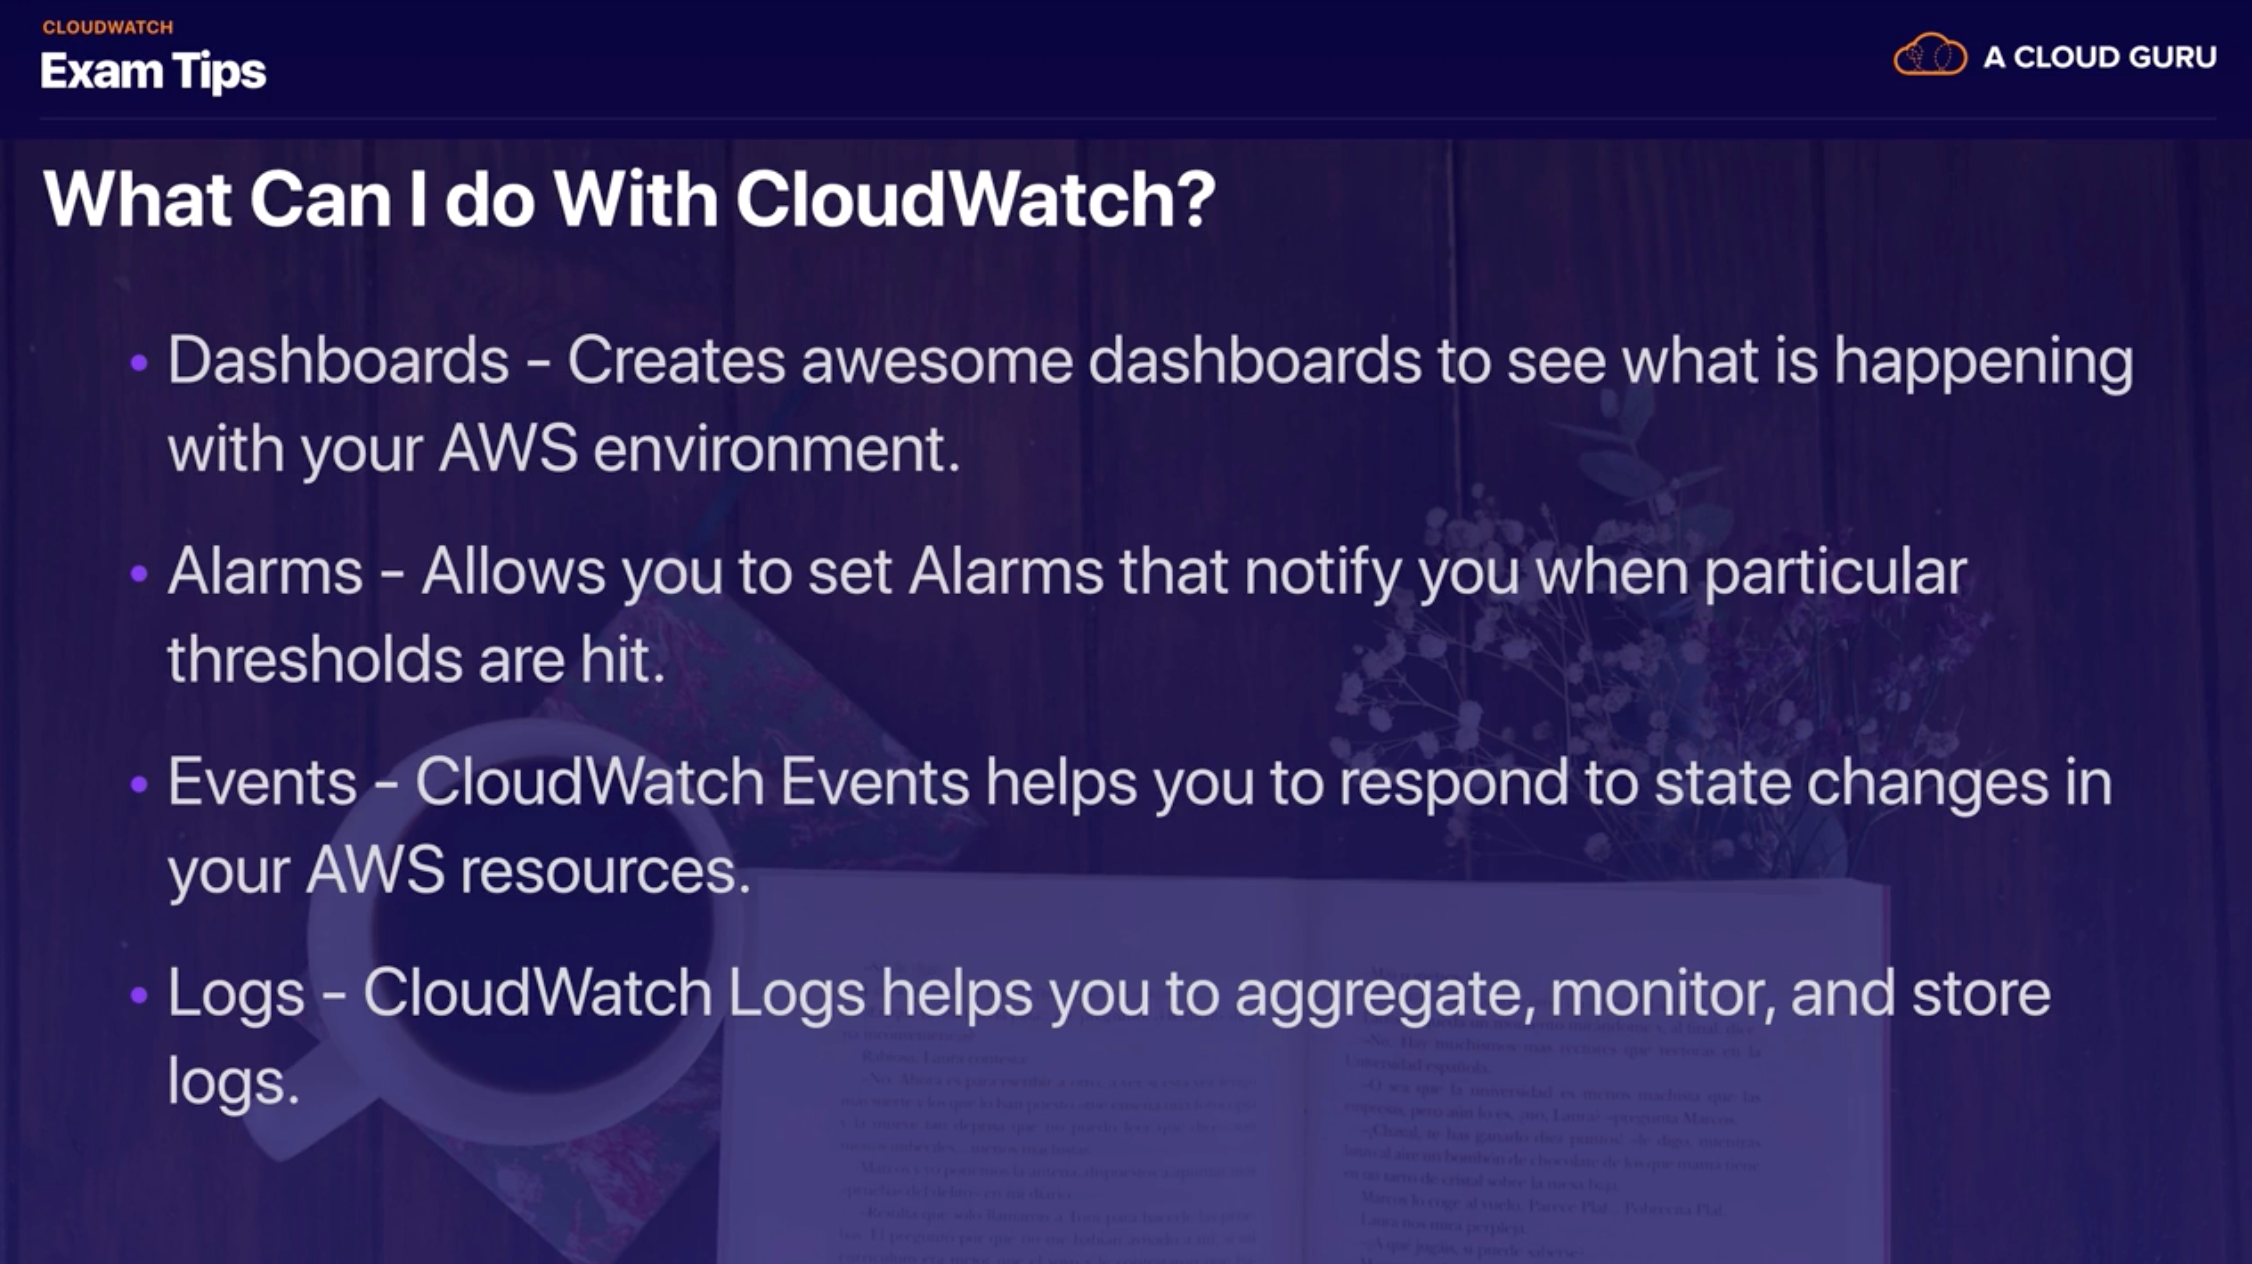 CLOUDWATCH
Exam Tips
A CLOUD GURU
What Can I do With CloudWatch?
• Dashboards - Creates awesome dashboards to see what is happening
with your AWS environment.
• Alarms - Allows you to set Alarms that notify you when particular
thresholds are hit.
• Events - CloudWatch Events helps you to respond to state changes in
your AWS resources.
• Logs - CloudWatch Logs helps you to aggregate, monitor, and store
logs.